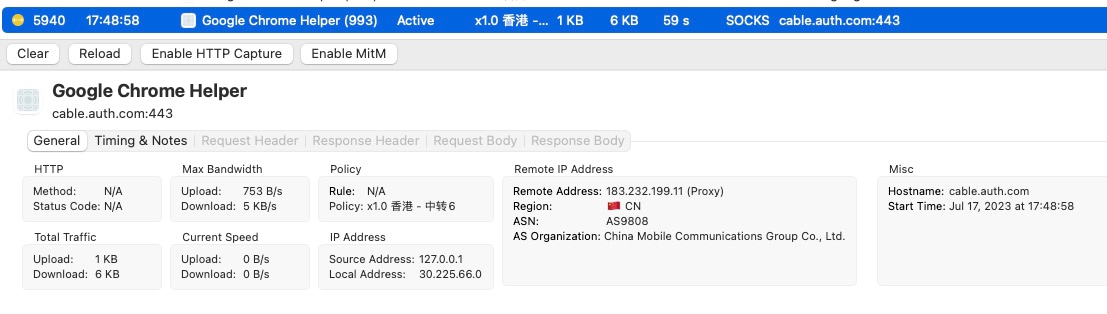 5940 17:48:58 Google Chrome Helper (993) Active x1.0 香港 -... 1 KB 6 KB 59 s SOCKS cable.auth.com:443
Clear Reload Enable HTTP Capture Enable MitM
Google Chrome Helper
cable.auth.com:443
General Timing & Notes Request Header Response Header Request Body Response Body
HTTP Max Bandwidth Policy Remote IP Address Misc
Method: N/A Upload: 753 B/s Rule: N/A Remote Address: 183.232.199.11 (Proxy) Hostname: cable.auth.com
Status Code: N/A Download: 5 KB/s Policy: x1.0 香港 - 中转6 Region: 🇨🇳 CN Start Time: Jul 17, 2023 at 17:48:58
ASN: AS9808
Total Traffic Current Speed IP Address AS Organization: China Mobile Communications Group Co., Ltd.
Upload: 1 KB Upload: 0 B/s Source Address: 127.0.0.1
Download: 6 KB Download: 0 B/s Local Address: 30.225.66.0